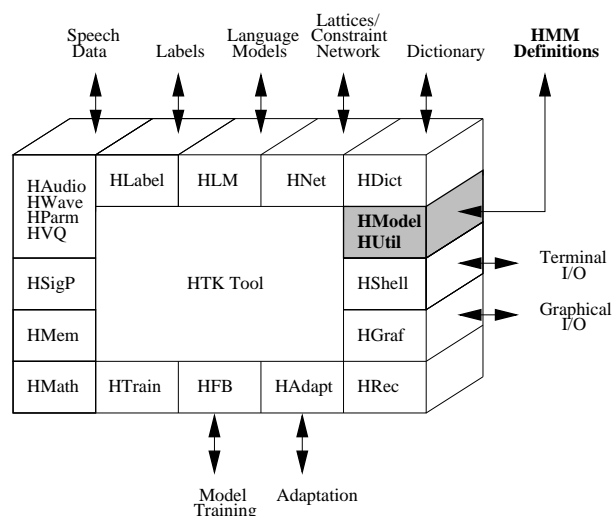 Speech
Data
Labels
Language
Models
Lattices/
Constraint
Network
Dictionary
HMM
Definitions
HAudio
HWave
HParm
HVQ
HLabel
HLM
HNet
HDict
HModel
HUtil
HSigP
HTK Tool
HShell
Terminal
I/O
HMem
HGraf
Graphical
I/O
HMath
HTrain
HFB
HAdapt
HRec
Model
Training
Adaptation